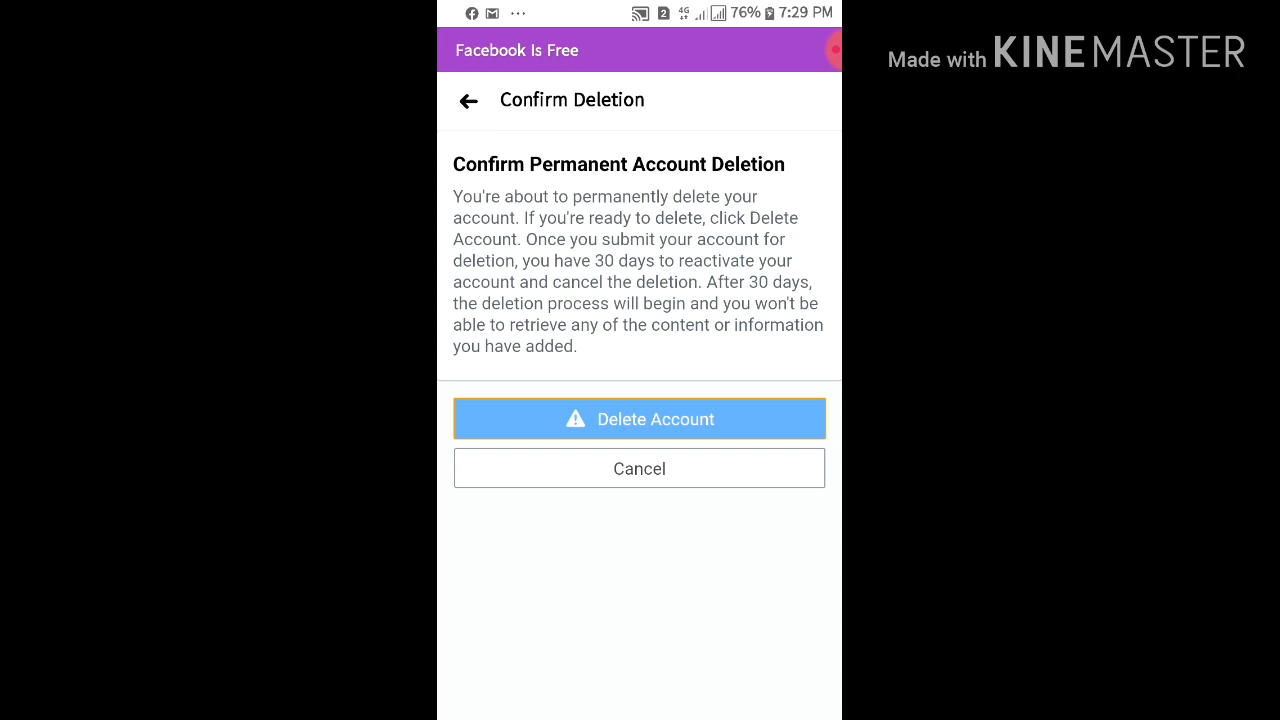 2 4G 76% 7:29 PM
Facebook Is Free
Made with KINEMASTER
Confirm Deletion
Confirm Permanent Account Deletion
You're about to permanently delete your
account. If you're ready to delete, click Delete
Account. Once you submit your account for
deletion, you have 30 days to reactivate your
account and cancel the deletion. After 30 days,
the deletion process will begin and you won't be
able to retrieve any of the content or information
you have added.
Delete Account
Cancel